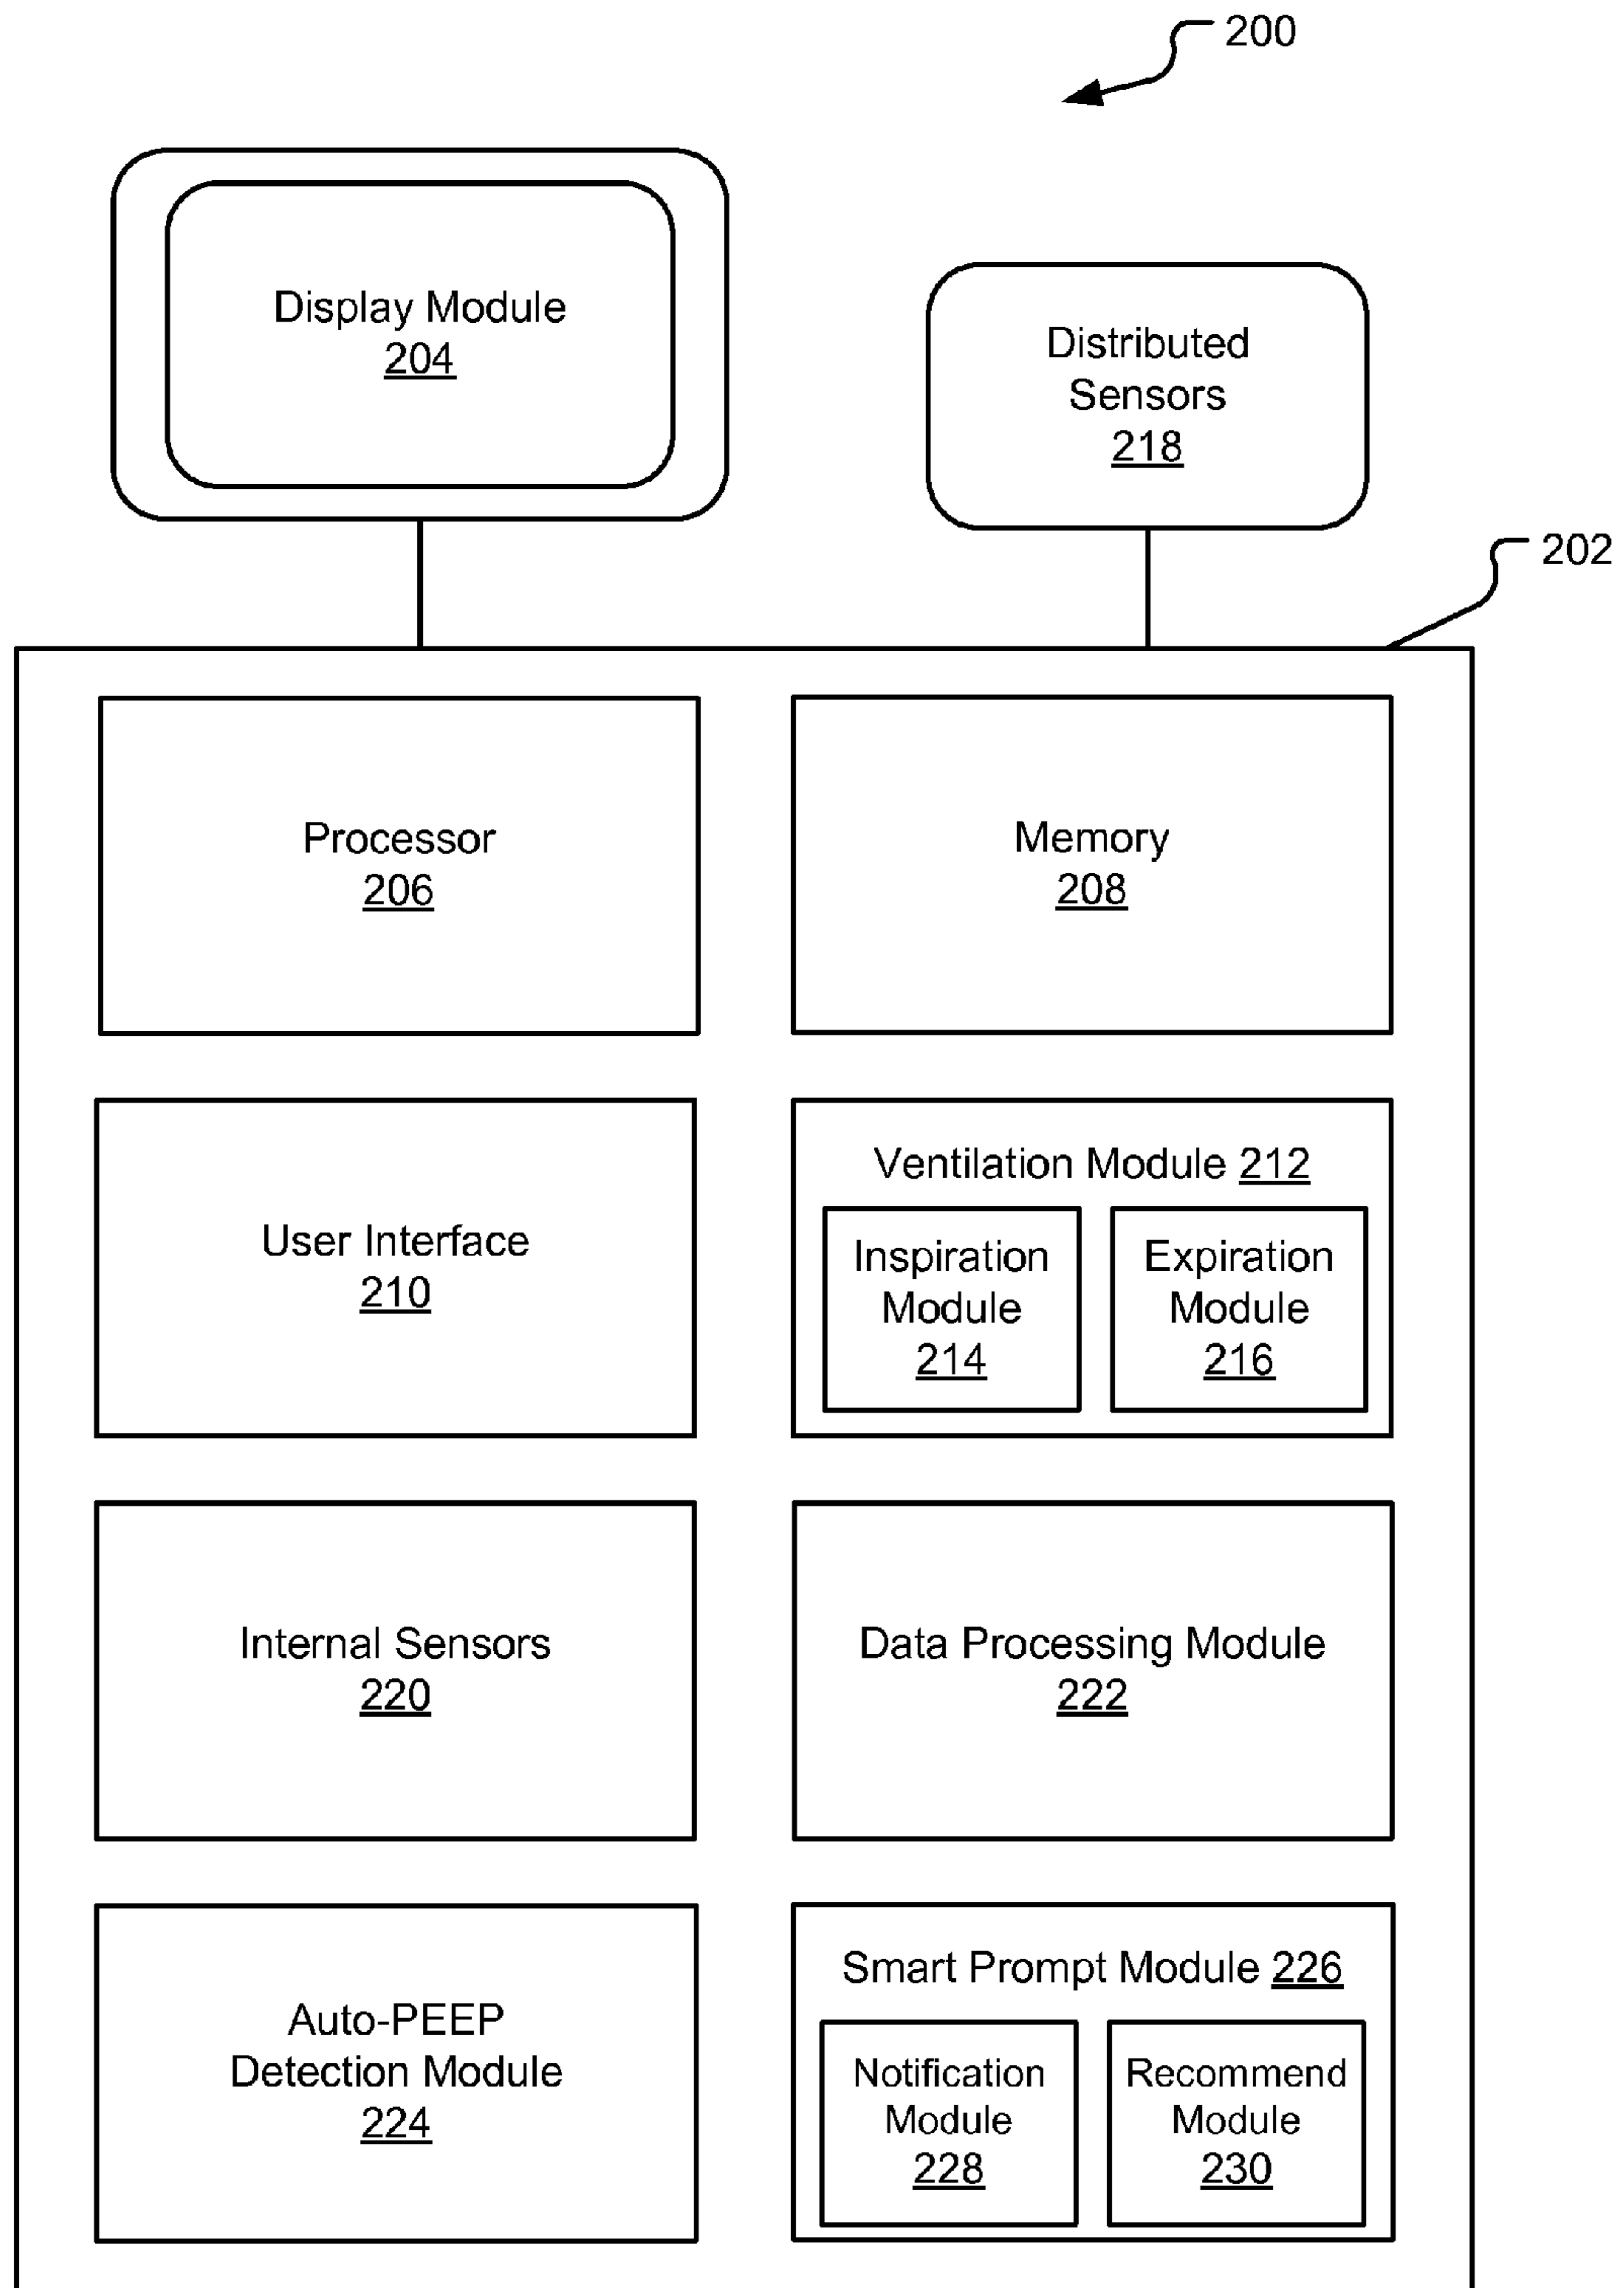 200
Display Module
204
Distributed
Sensors
218
202
Processor
206
Memory
208
User Interface
210
Ventilation Module 212
Inspiration
Module
214
Expiration
Module
216
Internal Sensors
220
Data Processing Module
222
Auto-PEEP
Detection Module
224
Smart Prompt Module 226
Notification
Module
228
Recommend
Module
230